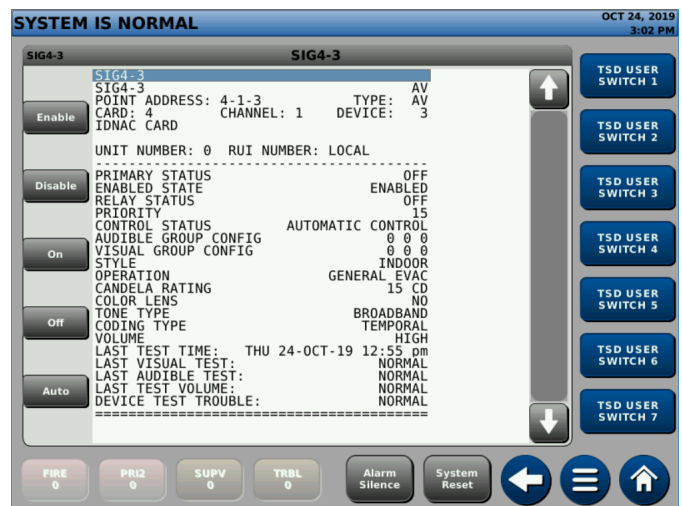 SYSTEM IS NORMAL
OCT 24, 2019
3:02 PM
SIG4-3
SIG4-3
SIG4-3
SIG4-3 AV
POINT ADDRESS: 4-1-3 TYPE: AV
CARD: 4 CHANNEL: 1 DEVICE: 3
IDNAC CARD
UNIT NUMBER: 0 RUI NUMBER: LOCAL
----------------------------------------
PRIMARY STATUS OFF
ENABLED STATE ENABLED
RELAY STATUS OFF
PRIORITY 15
CONTROL STATUS AUTOMATIC CONTROL
AUDIBLE GROUP CONFIG 0 0 0
VISUAL GROUP CONFIG 0 0 0
STYLE INDOOR
OPERATION GENERAL EVAC
CANDELA RATING 15 CD
COLOR LENS NO
TONE TYPE BROADBAND
CODING TYPE TEMPORAL
VOLUME HIGH
LAST TEST TIME: THU 24-OCT-19 12:55 pm
LAST VISUAL TEST: NORMAL
LAST AUDIBLE TEST: NORMAL
LAST TEST VOLUME: NORMAL
DEVICE TEST TROUBLE: NORMAL
========================================
Enable
Disable
On
Off
Auto
TSD USER
SWITCH 1
TSD USER
SWITCH 2
TSD USER
SWITCH 3
TSD USER
SWITCH 4
TSD USER
SWITCH 5
TSD USER
SWITCH 6
TSD USER
SWITCH 7
FIRE
0
PRI2
0
SUPV
0
TRBL
0
Alarm
Silence
System
Reset